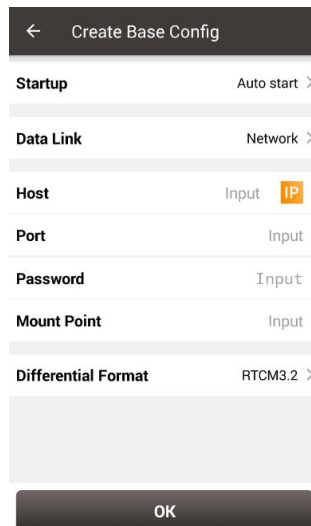 Create Base Config
Startup Auto start
Data Link Network
Host Input IP
Port Input
Password Input
Mount Point Input
Differential Format RTCM3.2
OK